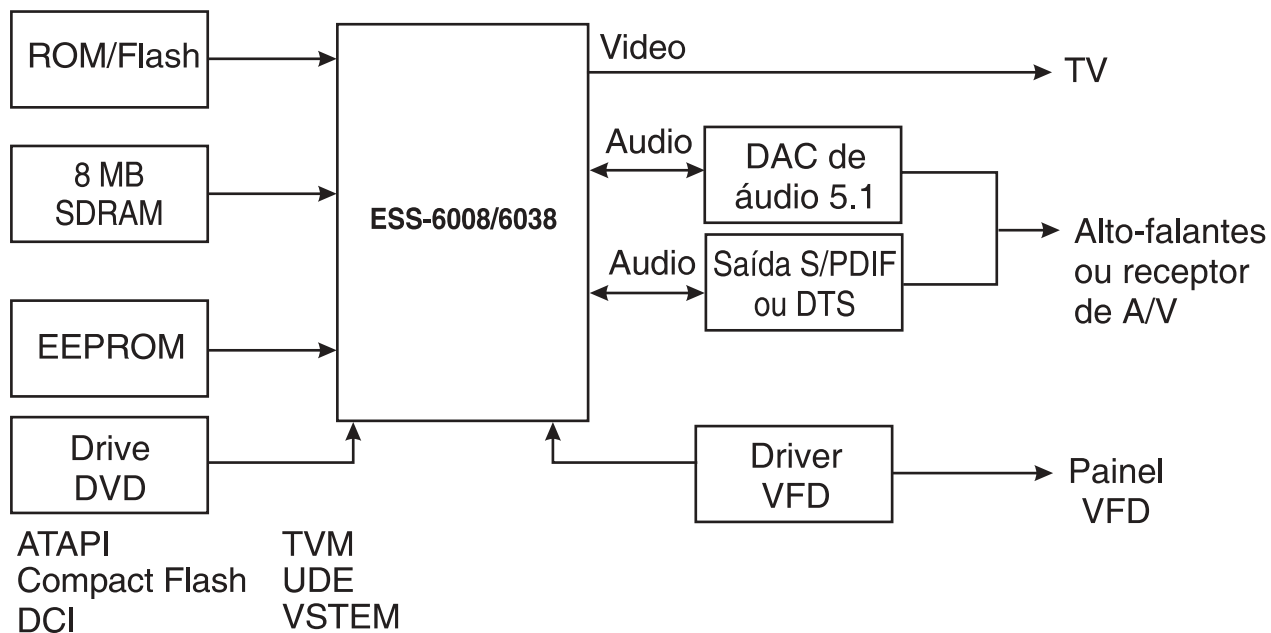 ROM/Flash
8 MB
SDRAM
EEPROM
Drive
DVD
ATAPI
Compact Flash
DCI
TVM
UDE
VSTEM
ESS-6008/6038
Video
TV
Audio
DAC de
áudio 5.1
Audio
Saída S/PDIF
ou DTS
Alto-falantes
ou receptor
de A/V
Driver
VFD
Painel
VFD